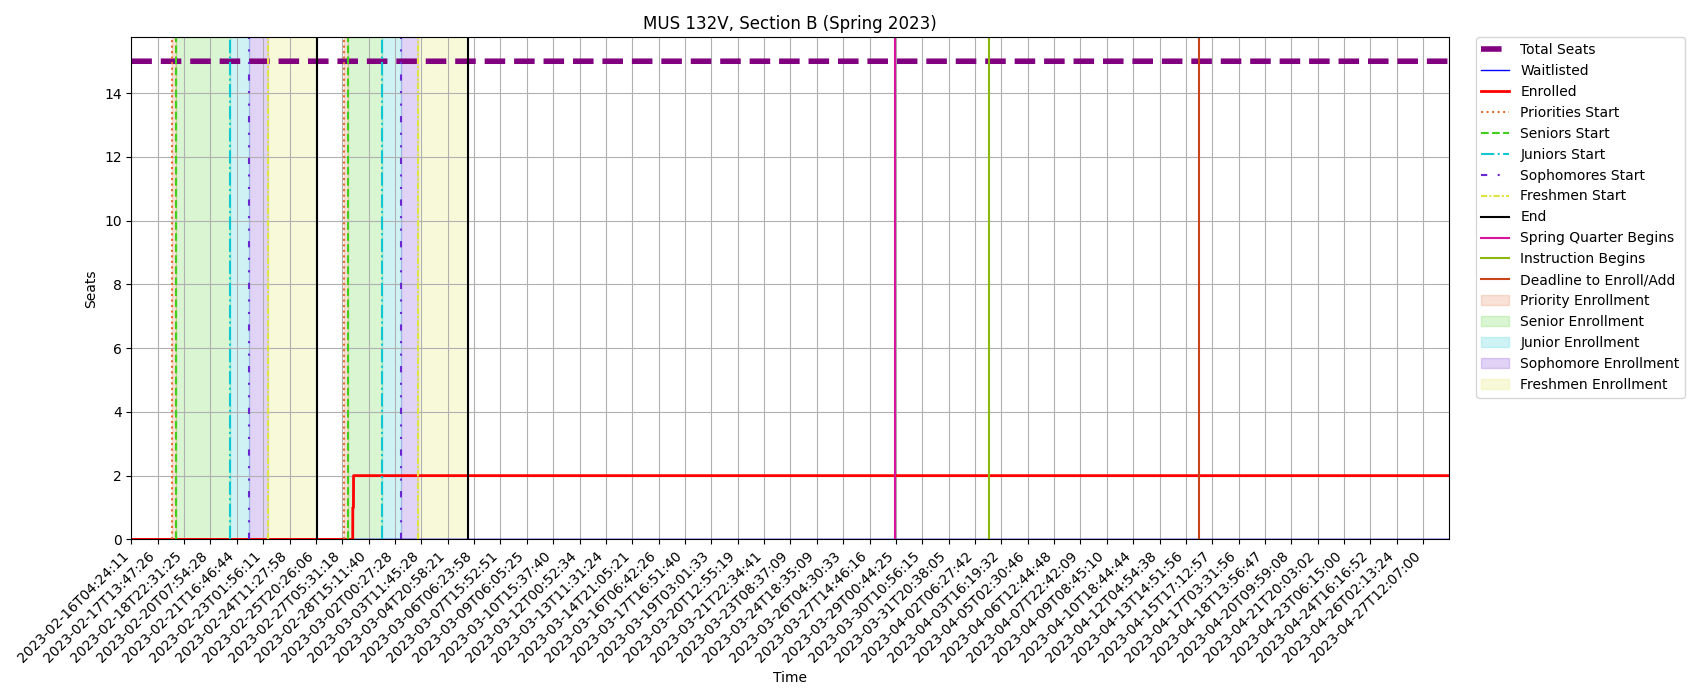 MUS 132V, Section B (Spring 2023)
Total Seats
Waitlisted
Enrolled
Priorities Start
Seniors Start
Juniors Start
Sophomores Start
Freshmen Start
End
Spring Quarter Begins
Instruction Begins
Deadline to Enroll/Add
Priority Enrollment
Senior Enrollment
Junior Enrollment
Sophomore Enrollment
Freshmen Enrollment
Seats
14
12
10
8
6
4
2
0
2023-02-16T04:24:11
2023-02-17T13:47:26
2023-02-18T22:31:25
2023-02-20T07:54:28
2023-02-21T16:46:44
2023-02-23T01:56:11
2023-02-24T11:27:58
2023-02-25T20:26:06
2023-02-27T05:31:18
2023-02-28T15:11:40
2023-03-02T00:27:28
2023-03-03T11:45:28
2023-03-04T20:58:21
2023-03-06T06:23:58
2023-03-07T15:52:51
2023-03-09T06:05:25
2023-03-10T15:37:40
2023-03-12T00:52:34
2023-03-13T11:31:24
2023-03-14T21:05:21
2023-03-16T06:42:26
2023-03-17T16:51:40
2023-03-19T03:01:33
2023-03-20T12:55:19
2023-03-21T22:34:41
2023-03-23T08:37:09
2023-03-24T18:35:09
2023-03-26T04:30:33
2023-03-27T14:46:16
2023-03-29T00:44:25
2023-03-30T10:56:15
2023-03-31T20:38:05
2023-04-02T06:27:42
2023-04-03T16:19:32
2023-04-05T02:30:46
2023-04-06T12:44:48
2023-04-07T22:42:09
2023-04-09T08:45:10
2023-04-10T18:44:44
2023-04-12T04:54:38
2023-04-13T14:51:56
2023-04-15T17:12:57
2023-04-17T03:31:56
2023-04-18T13:56:47
2023-04-20T09:59:08
2023-04-21T20:03:02
2023-04-23T06:15:00
2023-04-24T16:16:52
2023-04-26T02:13:24
2023-04-27T12:07:00
Time